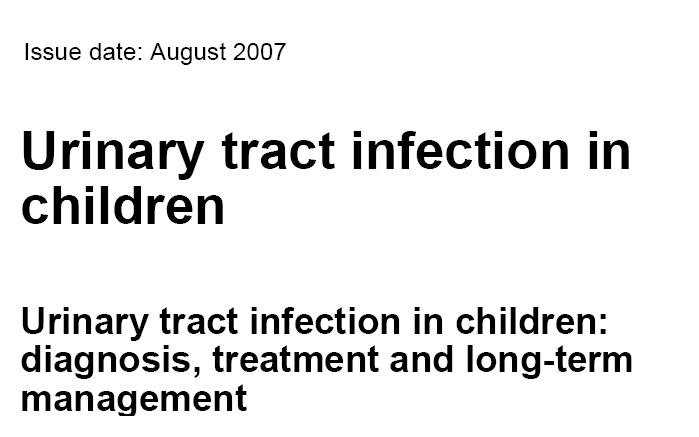 Issue date: August 2007
Urinary tract infection in
children
Urinary tract infection in children:
diagnosis, treatment and long-term
management